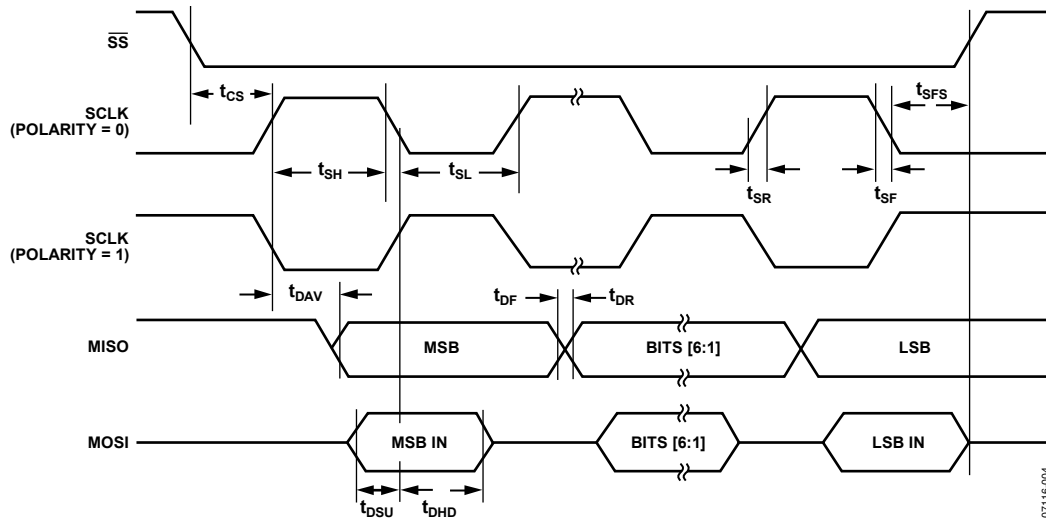 SS
tCS
tSFS
SCLK
(POLARITY = 0)
tSH
tSL
tSR
tSF
SCLK
(POLARITY = 1)
tDAV
tDF
tDR
MISO
MSB
BITS [6:1]
LSB
MOSI
MSB IN
BITS [6:1]
LSB IN
tDSU
tDHD
07116-004